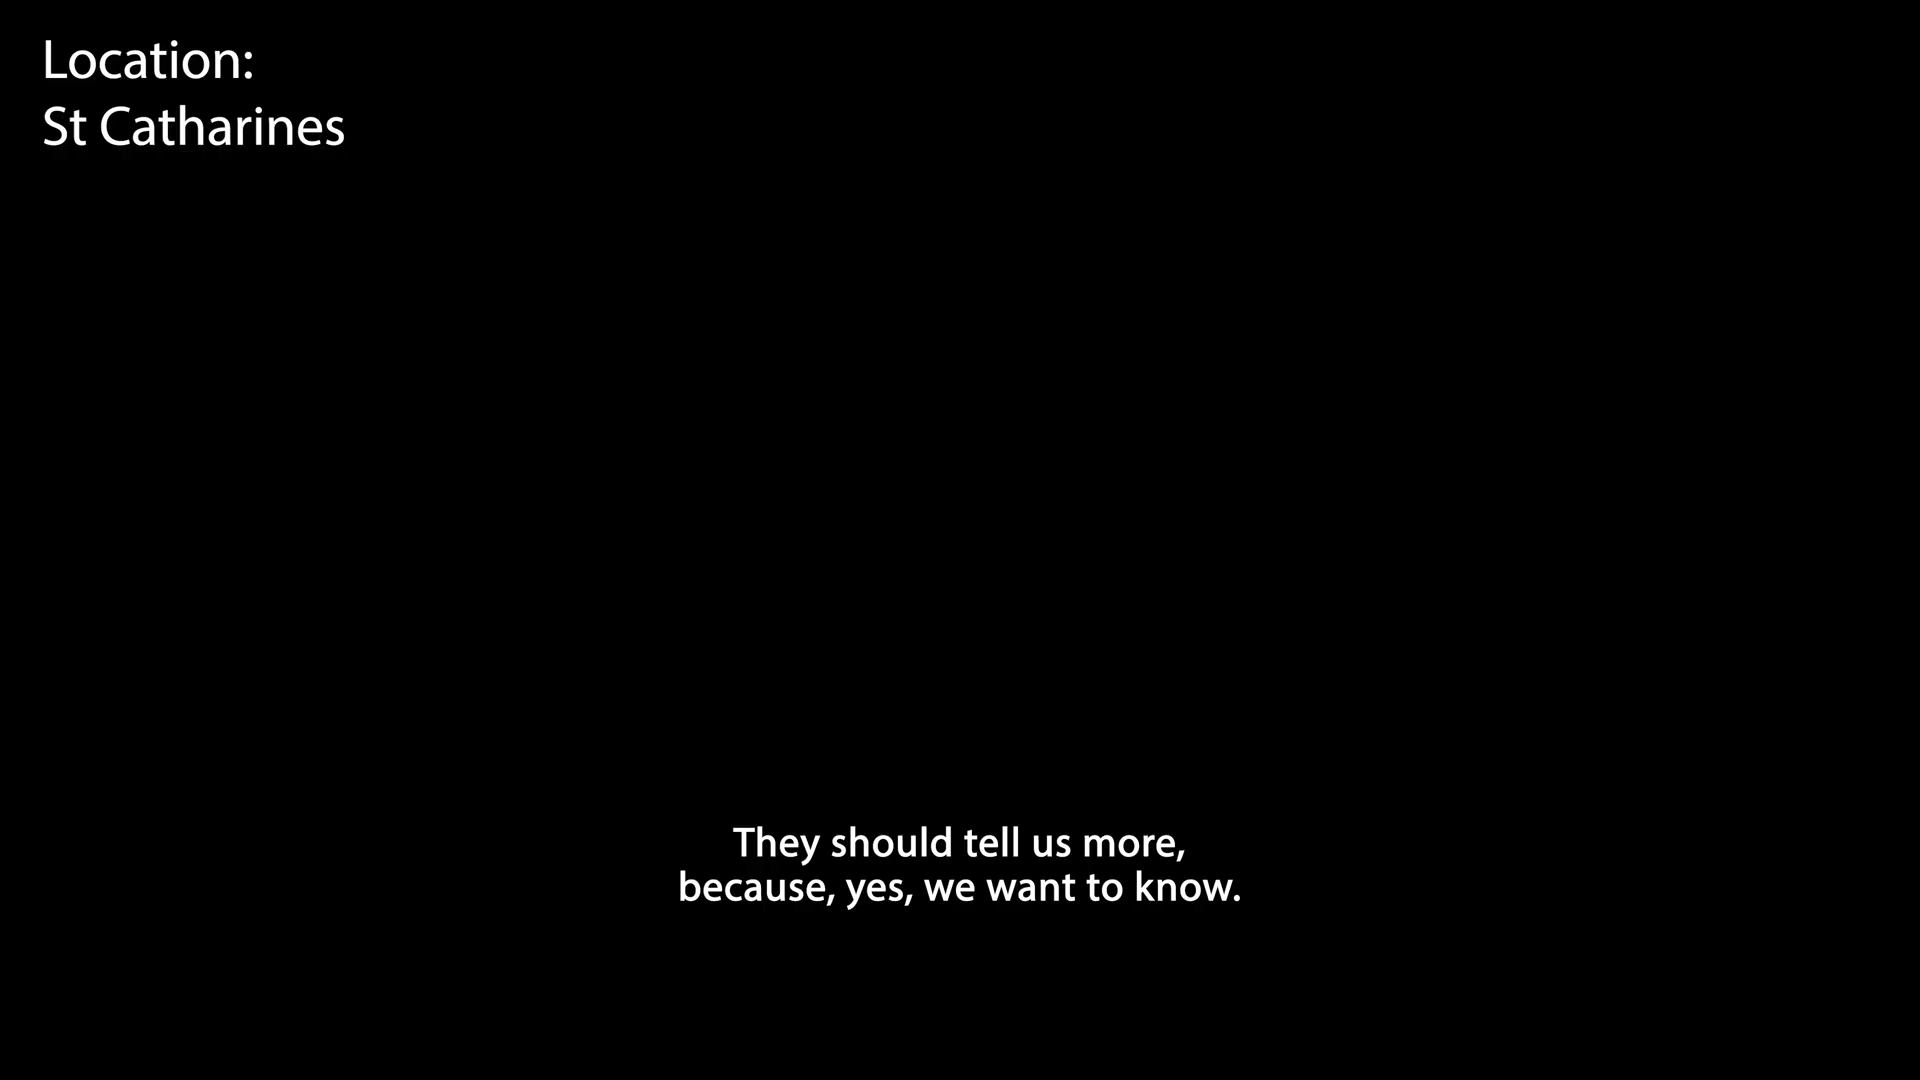 Location:
St Catharines
They should tell us more,
because, yes, we want to know.